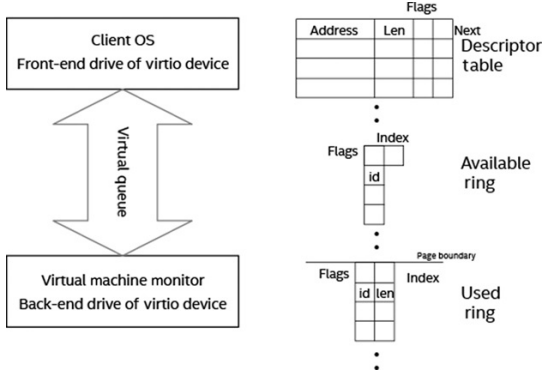 Client OS
Front-end drive of virtio device
Virtual queue
Virtual machine monitor
Back-end drive of virtio device
Flags
Address Len Next
Descriptor
table
Index
Flags
id
Available
ring
Page boundary
Flags Index
id len
Used
ring